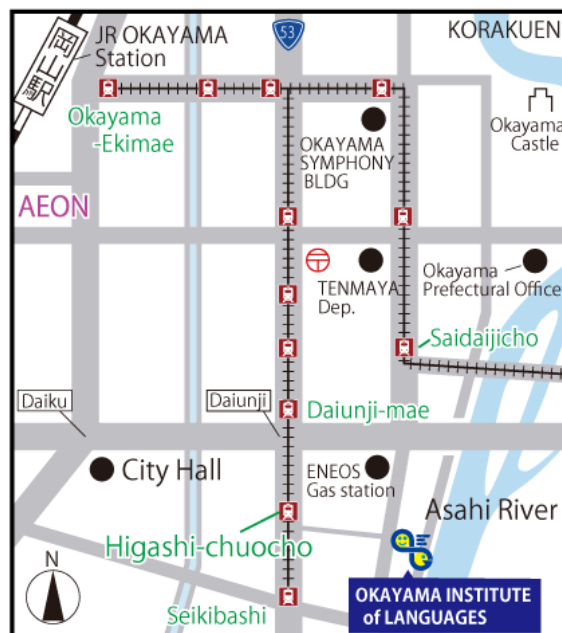 岡山駅
JR OKAYAMA
Station
53
KORAKUEN
Okayama
-Ekimae
OKAYAMA
SYMPHONY
BLDG
Okayama
Castle
AEON
〒
TENMAYA
Dep.
Okayama
Prefectural Office
Saidaijicho
Daiku
Daiunji
Daiunji-mae
City Hall
ENEOS
Gas station
Asahi River
Higashi-chuocho
N
Seikibashi
OKAYAMA INSTITUTE
of LANGUAGES